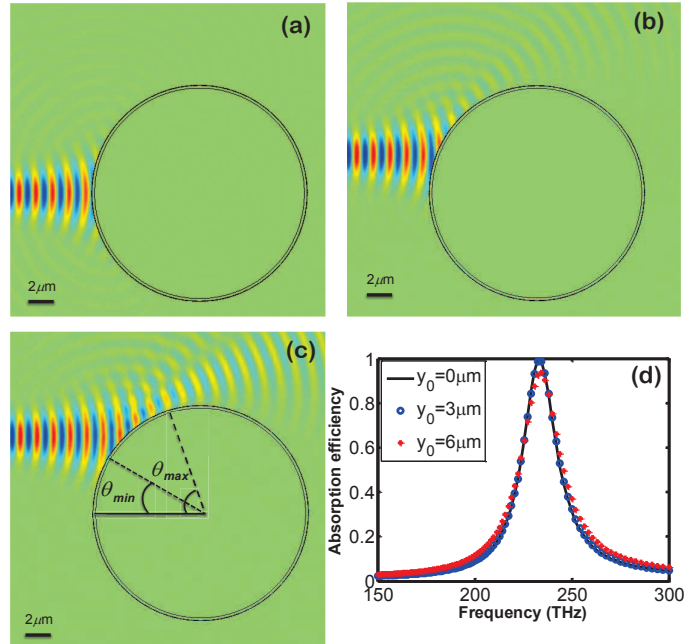 (a)
2μm
(b)
2μm
(c)
θmax
θmin
2μm
(d)
y0=0μm
y0=3μm
y0=6μm
Absorption efficiency
1
0.8
0.6
0.4
0.2
0
150 200 250 300
Frequency (THz)